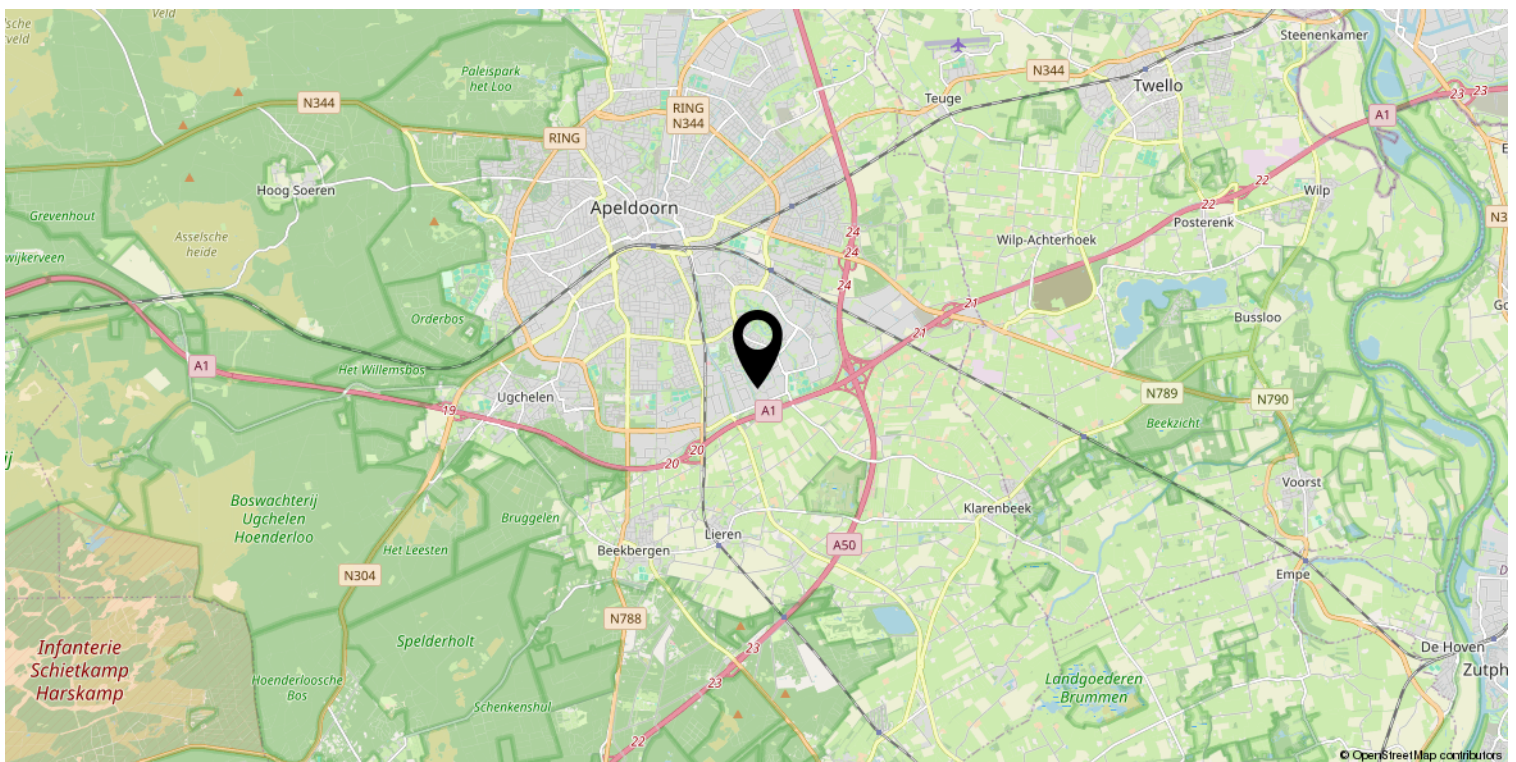 Veld
Steenenkamer
Paleispark
het Loo
N344
Twello
Teuge
23
23
N344
RING
N344
A1
RING
Hoog Soeren
22
Wilp
22
Grevenhout
Apeldoorn
Posterenk
Asselsche
heide
24
Wilp-Achterhoek
24
wijkerveen
24
21
Orderbos
21
Bussloo
A1
Het Willemsbos
N789
N790
Ugchelen
19
A1
Beekzicht
20
20
Voorst
Boswachterij
Ugchelen
Hoenderloo
Klarenbeek
Bruggelen
Lieren
Het Leesten
Beekbergen
A50
N304
Empe
N788
Spelderholt
Infanterie
Schietkamp
Harskamp
23
De Hoven
Zutph
Hoenderloosche
Bos
23
Landgoederen
Brummen
Schenkenshul
22
© OpenStreetMap contributors